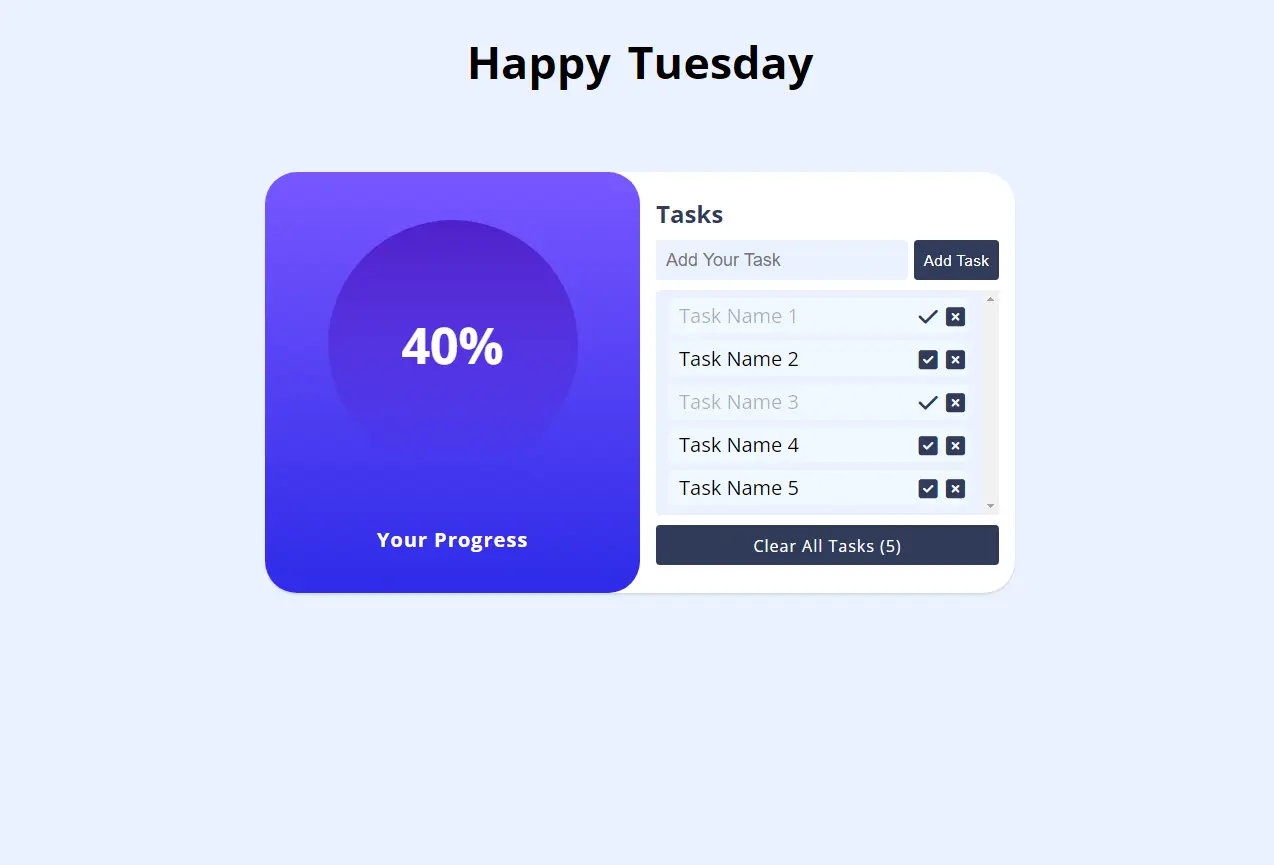 Happy Tuesday
40%
Your Progress
Tasks
Add Your Task
Add Task
Task Name 1
Task Name 2
Task Name 3
Task Name 4
Task Name 5
Clear All Tasks (5)